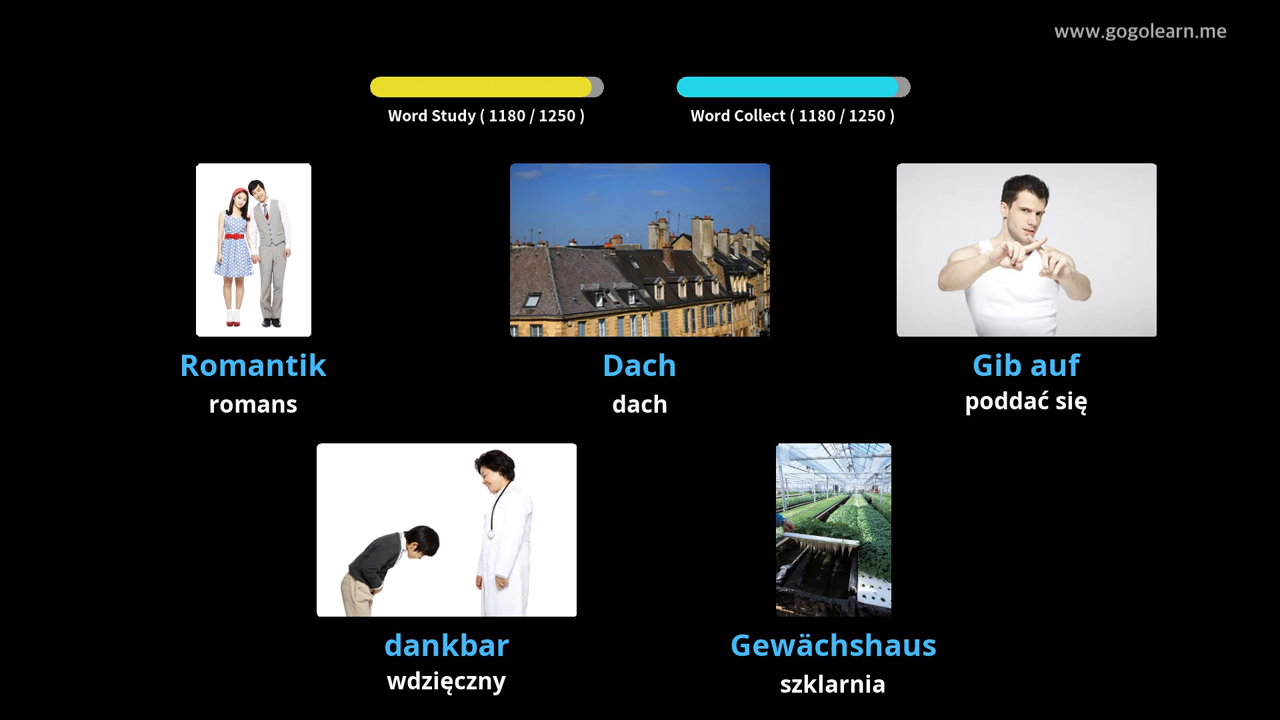 www.gogolearn.me
Word Study ( 1180 / 1250 )
Word Collect ( 1180 / 1250 )
Romantik
romans
Dach
dach
Gib auf
poddać się
dankbar
wdzięczny
Gewächshaus
szklarnia